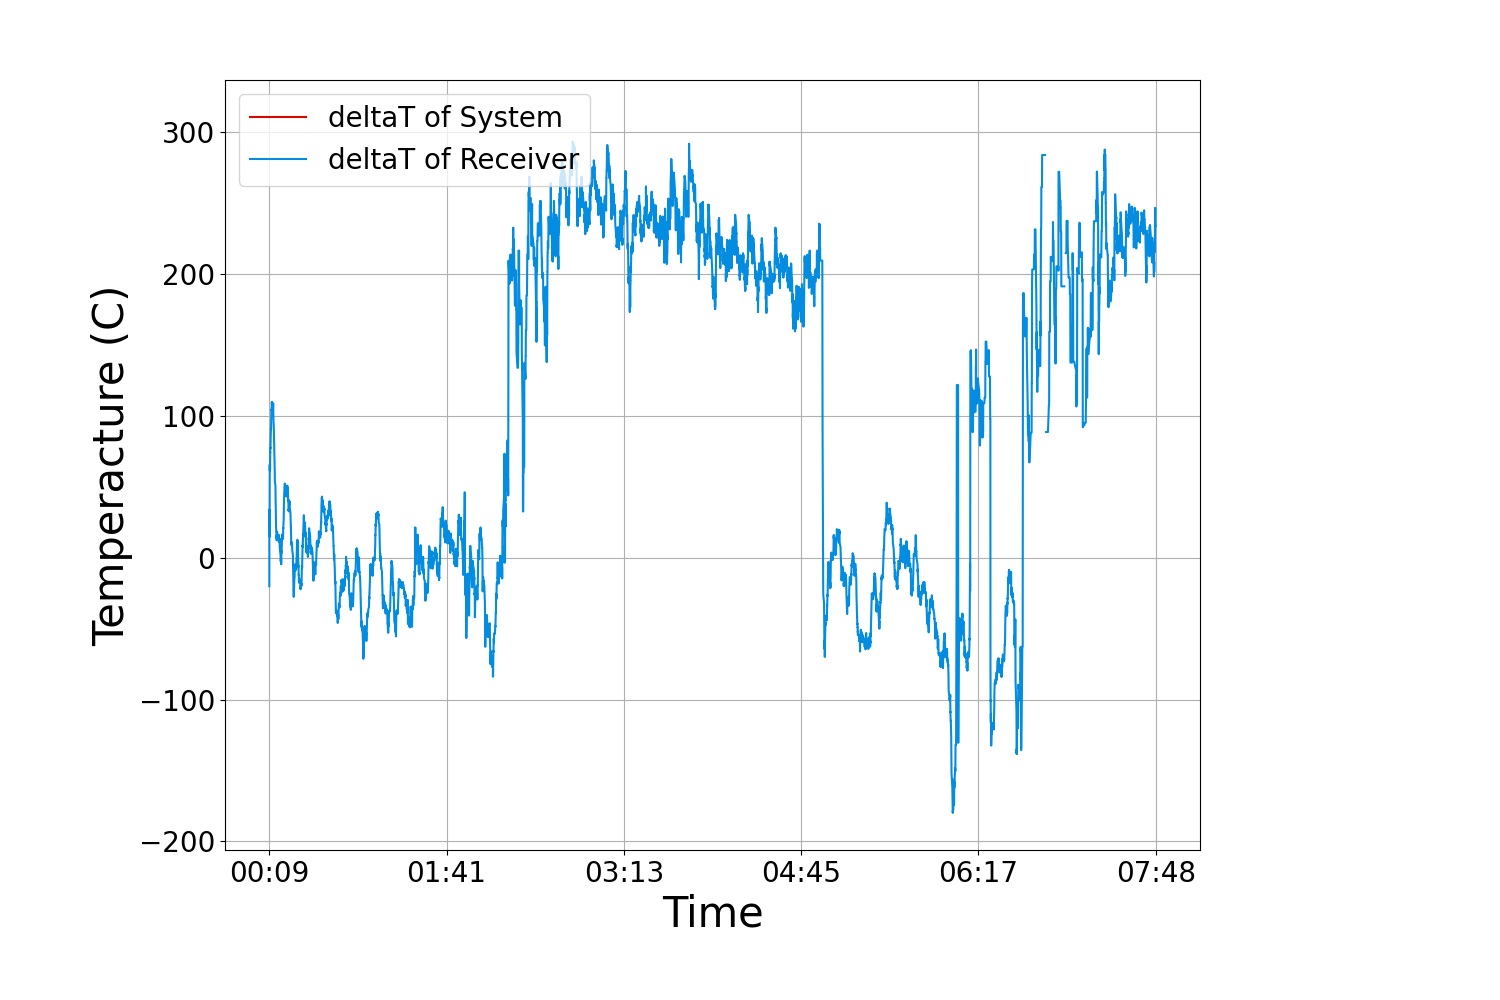 deltaT of System
deltaT of Receiver
300
200
100
0
−100
−200
Temperacture (C)
00:09 01:41 03:13 04:45 06:17 07:48
Time